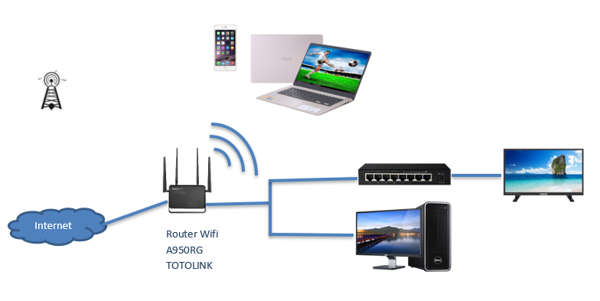 Internet
Router Wifi
A950RG
TOTOLINK